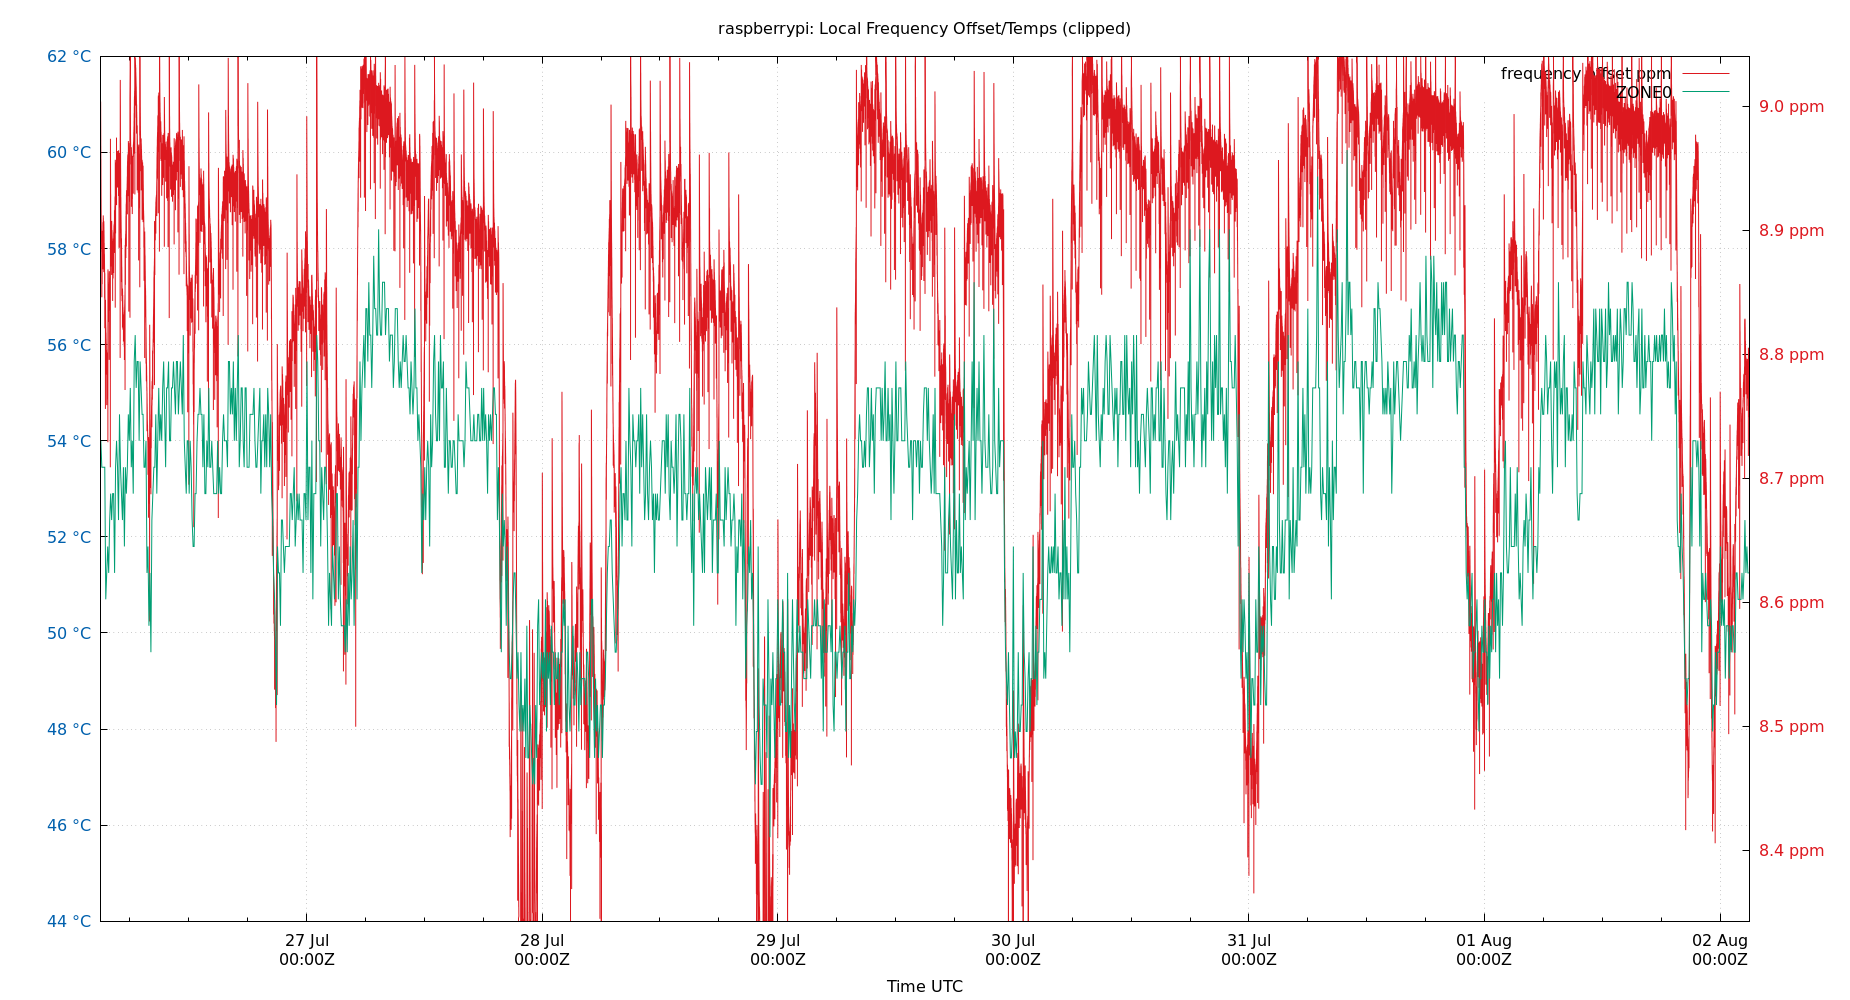 raspberrypi: Local Frequency Offset/Temps (clipped)
62 °C
60 °C
58 °C
56 °C
54 °C
52 °C
50 °C
48 °C
46 °C
44 °C
frequency offset ppm
ZONE0
9.0 ppm
8.9 ppm
8.8 ppm
8.7 ppm
8.6 ppm
8.5 ppm
8.4 ppm
27 Jul
00:00Z
28 Jul
00:00Z
29 Jul
00:00Z
30 Jul
00:00Z
31 Jul
00:00Z
01 Aug
00:00Z
02 Aug
00:00Z
Time UTC